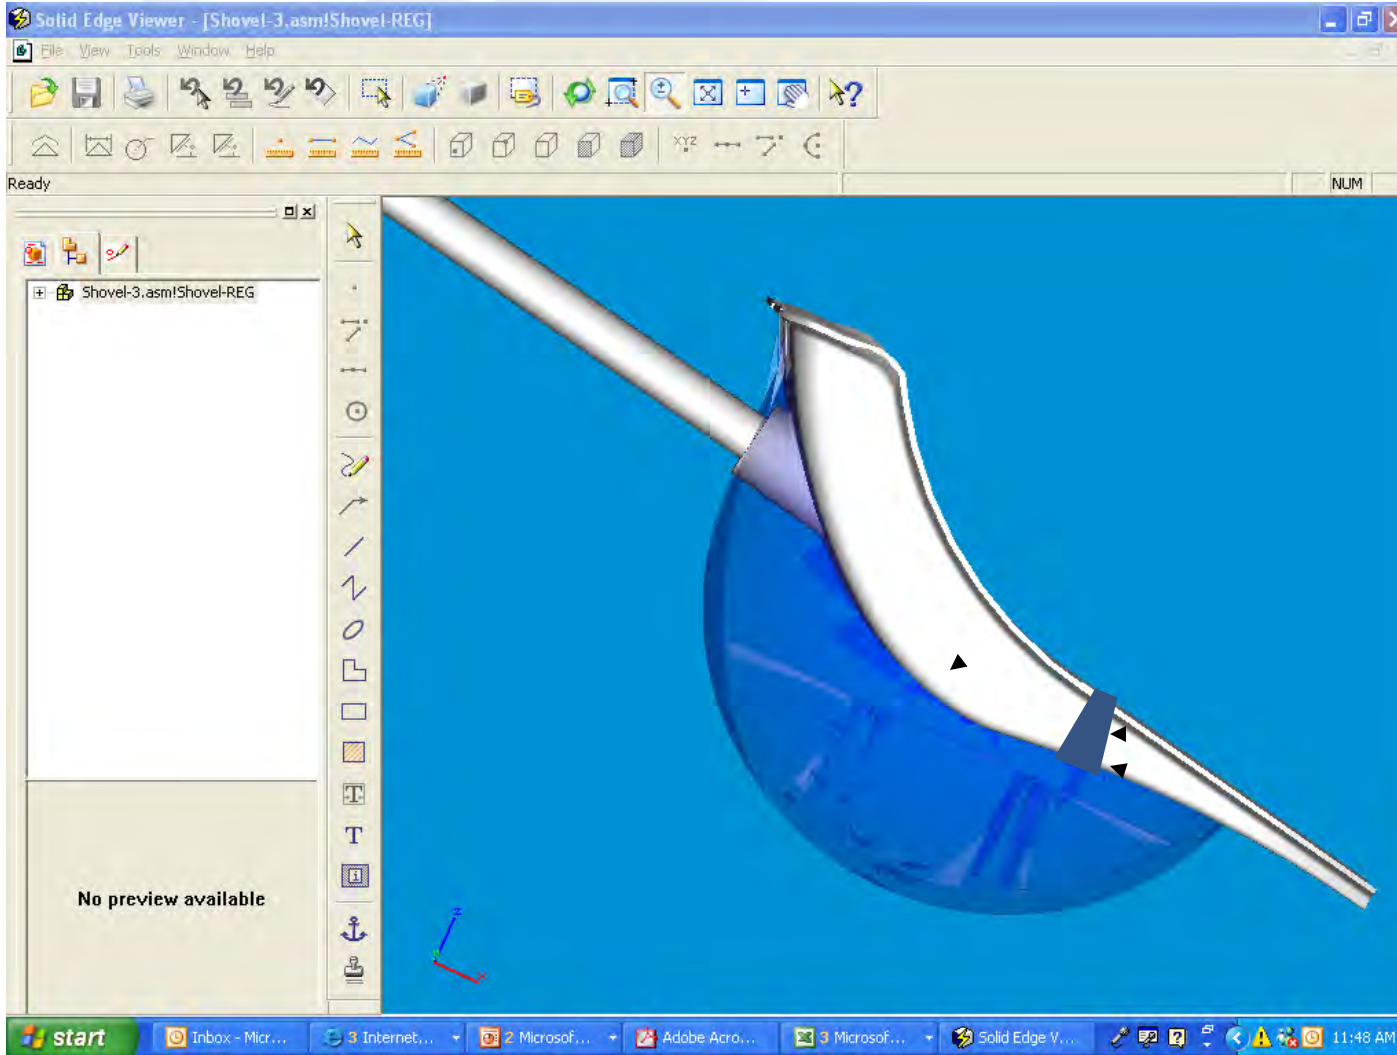 Solid Edge Viewer - [Shovel-3.asm!Shovel-REG]
File View Tools Window Help
XYZ
Ready
NUM
Shovel-3.asm!Shovel-REG
T
T
No preview available
z
x
start
Inbox - Micr...
3 Internet...
2 Microsof...
Adobe Acro...
3 Microsof...
Solid Edge V...
11:48 AM